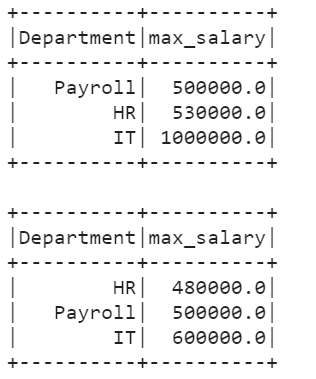 +----------+----------+
|Department|max_salary|
+----------+----------+
|   Payroll|  500000.0|
|        HR|  530000.0|
|        IT| 1000000.0|
+----------+----------+

+----------+----------+
|Department|max_salary|
+----------+----------+
|        HR|  480000.0|
|   Payroll|  500000.0|
|        IT|  600000.0|
+----------+----------+